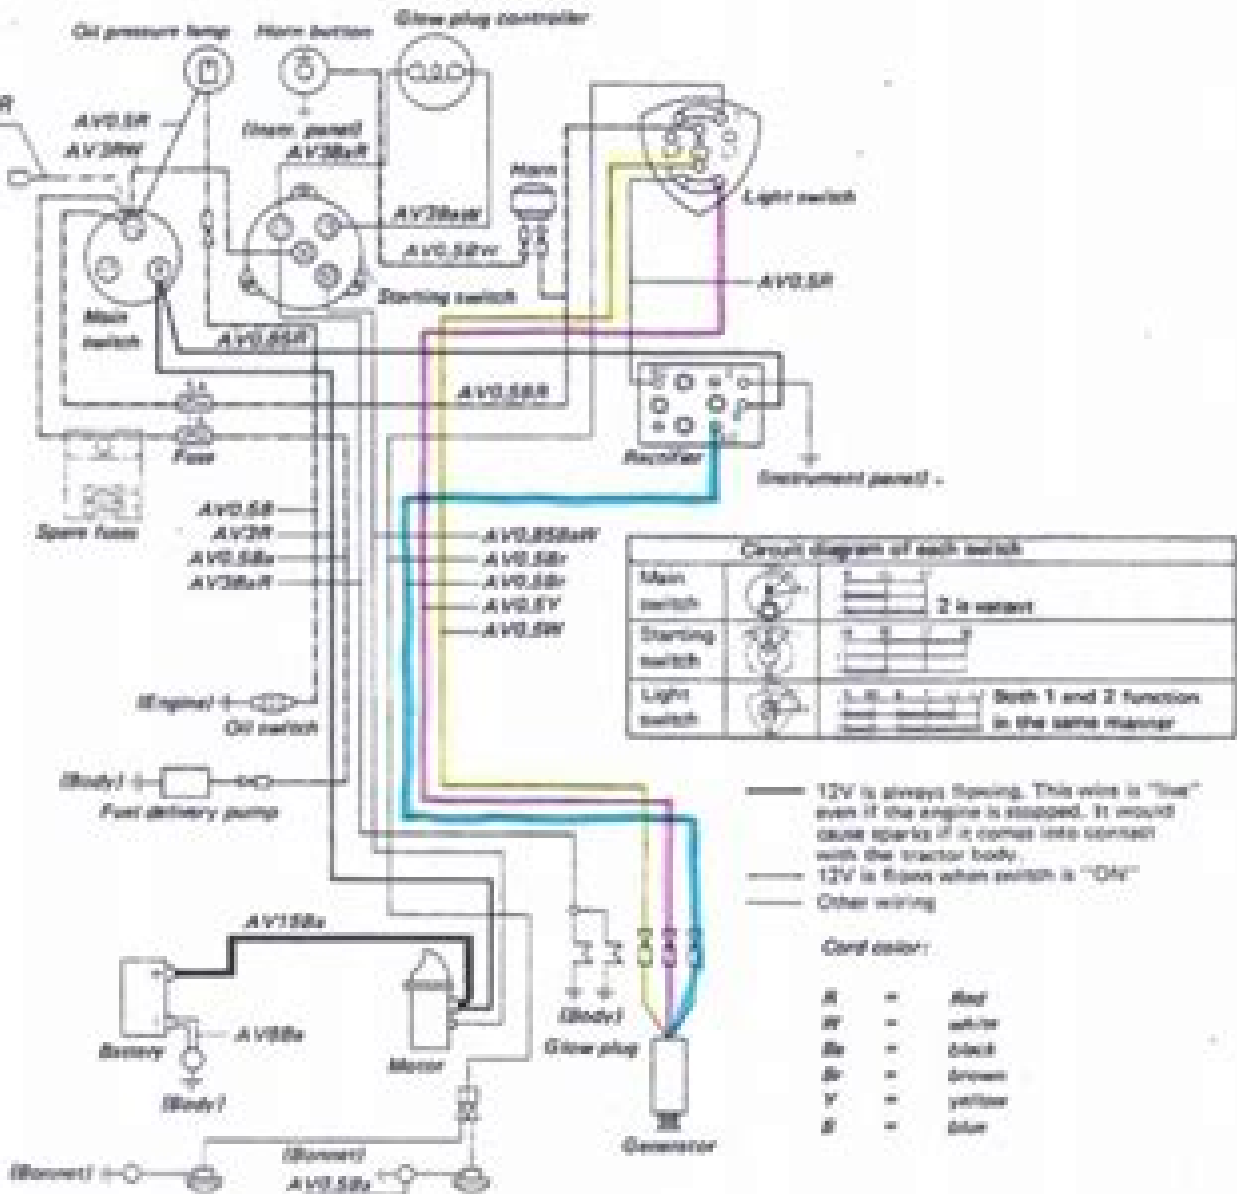 Glow plug controller
Oil pressure lamp
Horn button
R
AV0.5R
AV3RW
(Instr. panel)
AV3BaR
Horn
Light switch
AV3BaW
AV0.5BW
AV0.5R
Starting switch
Main
switch
AV0.85R
AV0.5BR
Fuse
Rectifier
(Instrument panel)
Spare fuses
AV0.5B
AV2R
AV0.5Ba
AV3BaR
AV0.85BaW
AV0.5Br
AV0.5Br
AV0.5Y
AV0.5W
Circuit diagram of each switch
Main
switch
2 is variant
Starting
switch
Light
switch
Both 1 and 2 function
in the same manner
(Engine)
Oil switch
(Body)
Fuel delivery pump
12V is always flowing. This wire is "live"
even if the engine is stopped. It would
cause sparks if it comes into contact
with the tractor body.
12V is flows when switch is "ON"
Other wiring
AV15Ba
Cord color:
R = Red
W = white
Ba = black
Br = brown
Y = yellow
B = blue
Battery
AV8Ba
(Body)
Motor
(Body)
Glow plug
Generator
(Bonnet)
(Bonnet)
AV0.5Ba